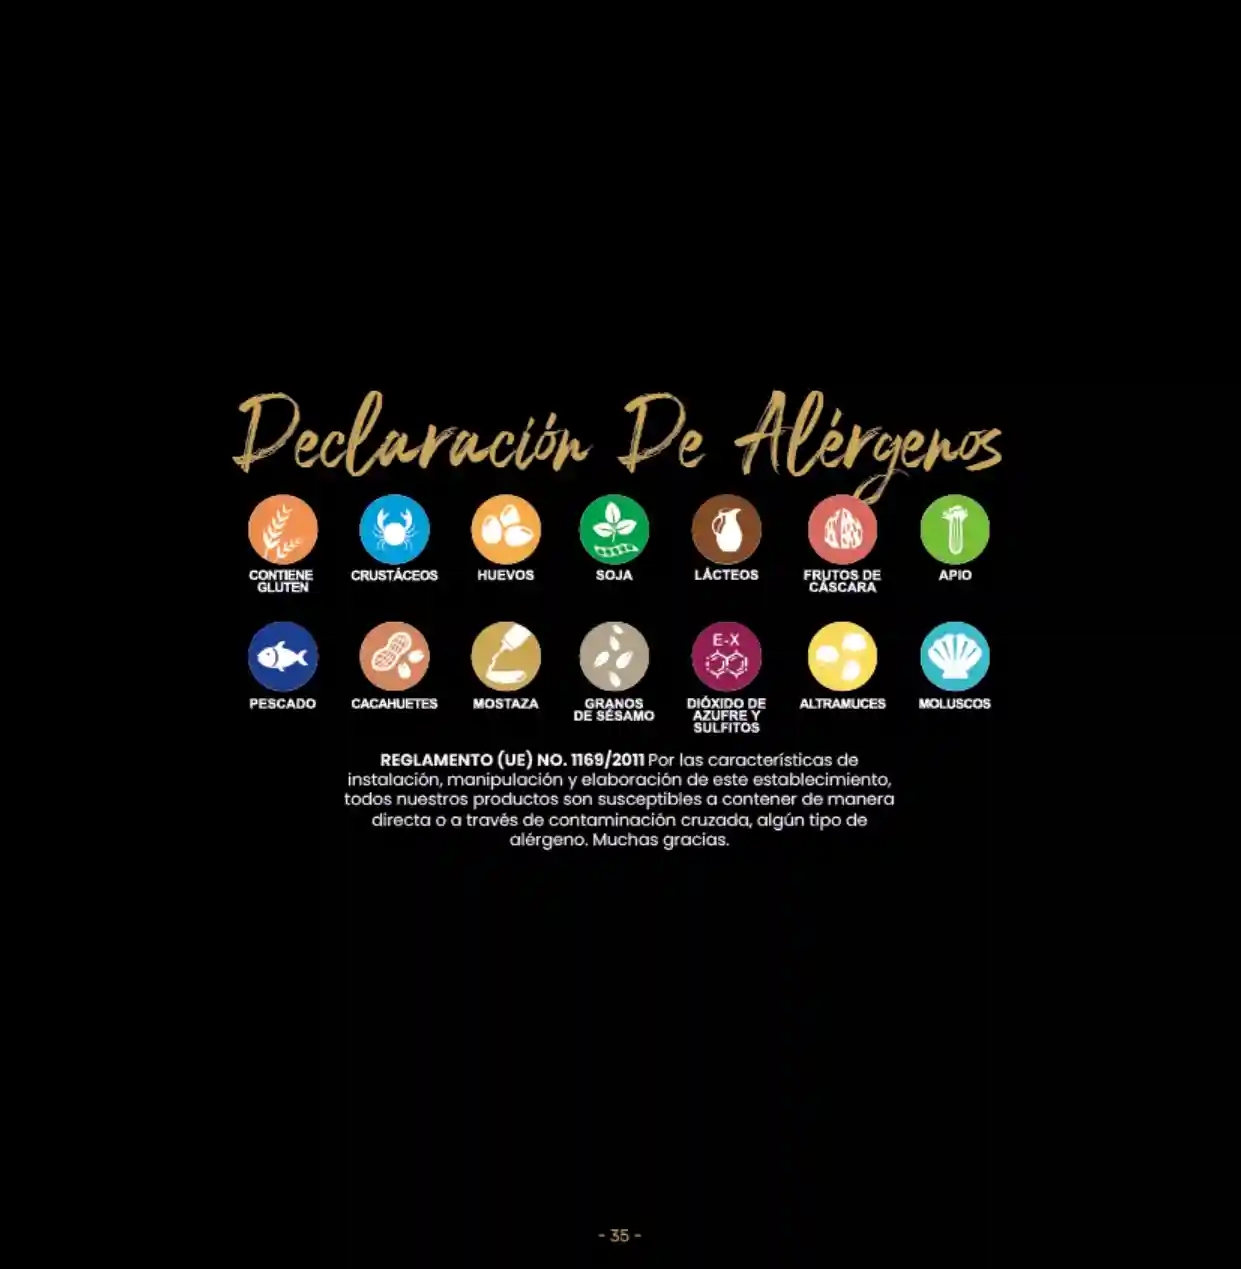 Declaración De Alérgenos
CONTIENE
GLUTEN
CRUSTÁCEOS
HUEVOS
SOJA
LÁCTEOS
FRUTOS DE
CÁSCARA
APIO
PESCADO
CACAHUETES
MOSTAZA
GRANOS
DE SÉSAMO
E-X
DIÓXIDO DE
AZUFRE Y
SULFITOS
ALTRAMUCES
MOLUSCOS
REGLAMENTO (UE) NO. 1169/2011 Por las características de
instalación, manipulación y elaboración de este establecimiento,
todos nuestros productos son susceptibles a contener de manera
directa o a través de contaminación cruzada, algún tipo de
alérgeno. Muchas gracias.
- 35 -